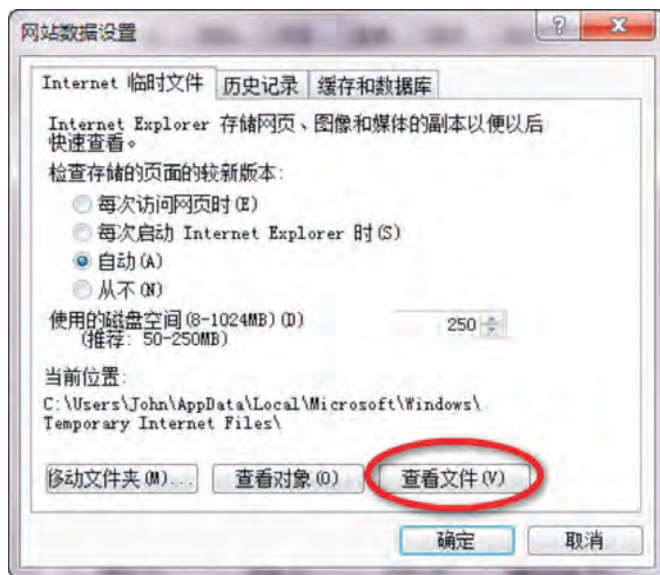 网站数据设置
Internet 临时文件 历史记录 缓存和数据库
Internet Explorer 存储网页、图像和媒体的副本以便以后
快速查看。
检查存储的页面的较新版本:
每次访问网页时(E)
每次启动 Internet Explorer 时(S)
自动(A)
从不(N)
使用的磁盘空间(8-1024MB)(D) 250
(推荐: 50-250MB)
当前位置:
C:\Users\John\AppData\Local\Microsoft\Windows\
Temporary Internet Files\
移动文件夹(M)... 查看对象(O) 查看文件(V)
确定 取消